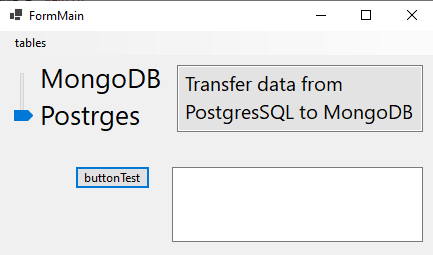 FormMain
tables
MongoDB
Postrges
Transfer data from
PostgresSQL to MongoDB
buttonTest